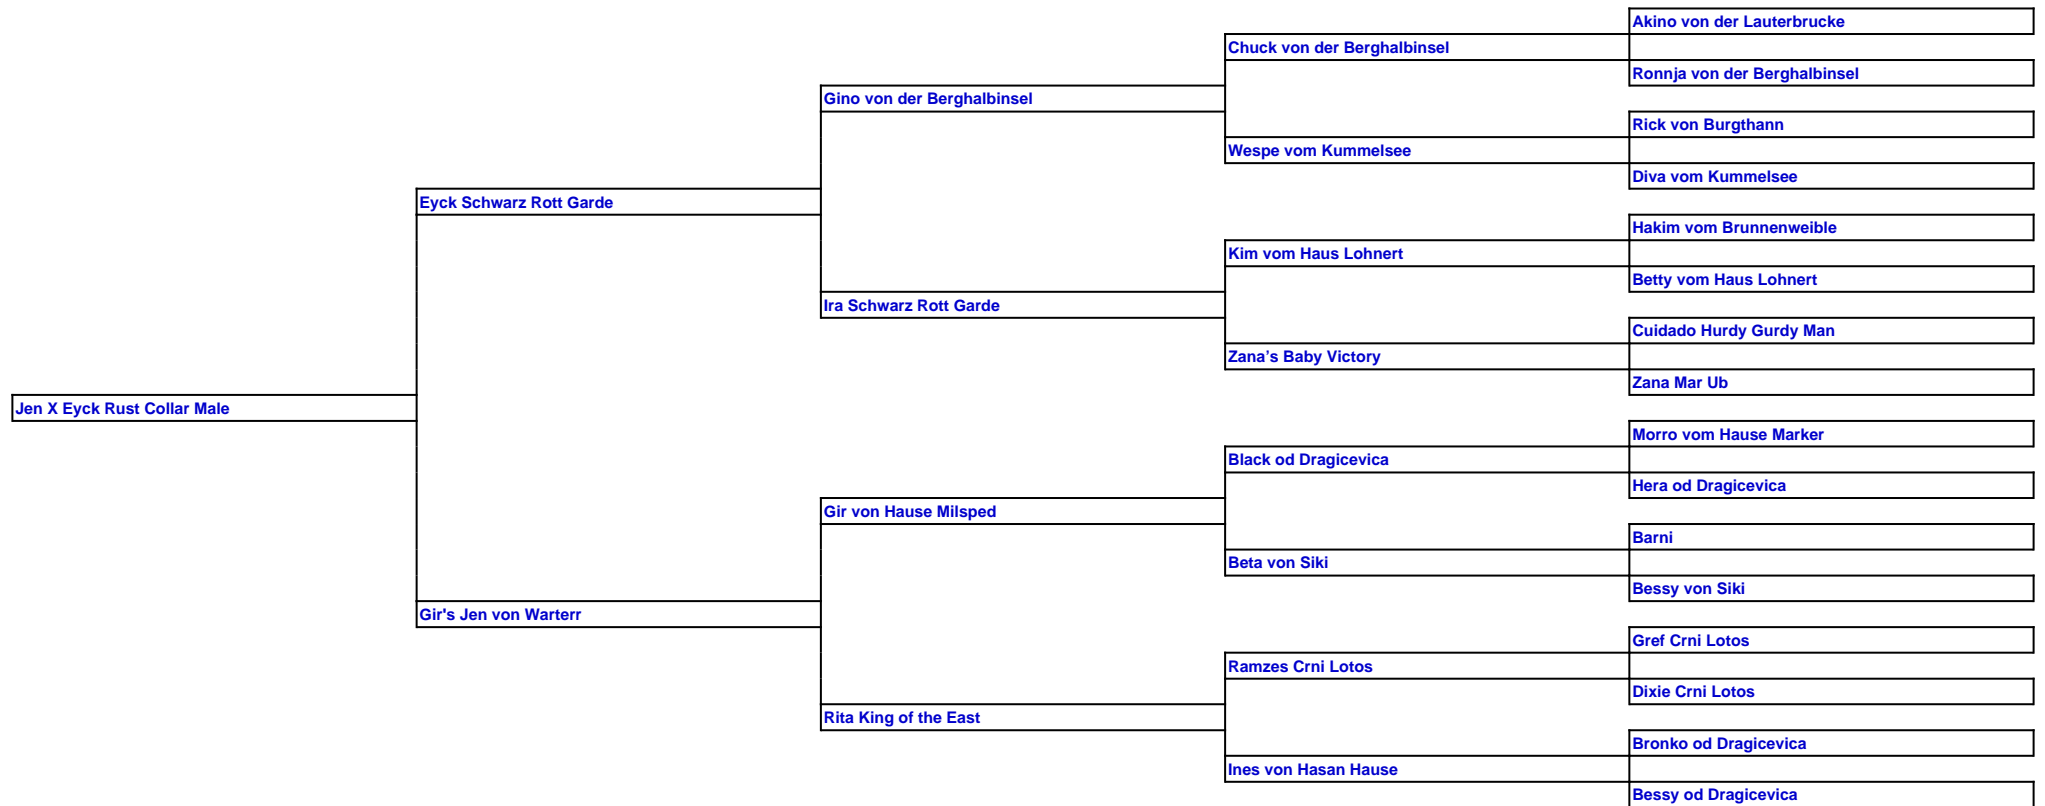 Akino von der Lauterbrucke
Chuck von der Berghalbinsel
Ronnja von der Berghalbinsel
Gino von der Berghalbinsel
Rick von Burgthann
Wespe vom Kummelsee
Diva vom Kummelsee
Eyck Schwarz Rott Garde
Hakim vom Brunnenweible
Kim vom Haus Lohnert
Betty vom Haus Lohnert
Ira Schwarz Rott Garde
Cuidado Hurdy Gurdy Man
Zana’s Baby Victory
Zana Mar Ub
Jen X Eyck Rust Collar Male
Morro vom Hause Marker
Black od Dragicevica
Hera od Dragicevica
Gir von Hause Milsped
Barni
Beta von Siki
Bessy von Siki
Gir's Jen von Warterr
Gref Crni Lotos
Ramzes Crni Lotos
Dixie Crni Lotos
Rita King of the East
Bronko od Dragicevica
Ines von Hasan Hause
Bessy od Dragicevica